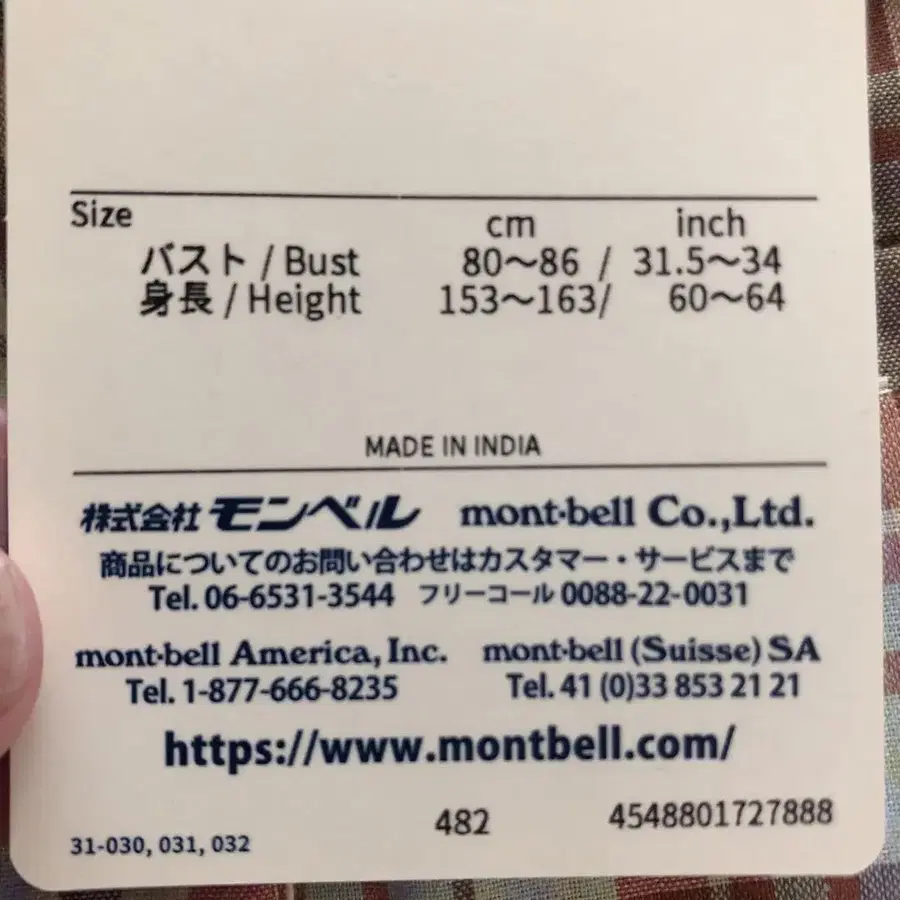 Size cm inch
バスト / Bust 80〜86 / 31.5〜34
身長 / Height 153〜163/ 60〜64
MADE IN INDIA
株式会社 モンベル mont·bell Co.,Ltd.
商品についてのお問い合わせはカスタマー・サービスまで
Tel. 06-6531-3544 フリーコール 0088-22-0031
mont·bell America, Inc. mont·bell (Suisse) SA
Tel. 1-877-666-8235 Tel. 41 (0)33 853 21 21
https://www.montbell.com/
482 4548801727888
31-030, 031, 032